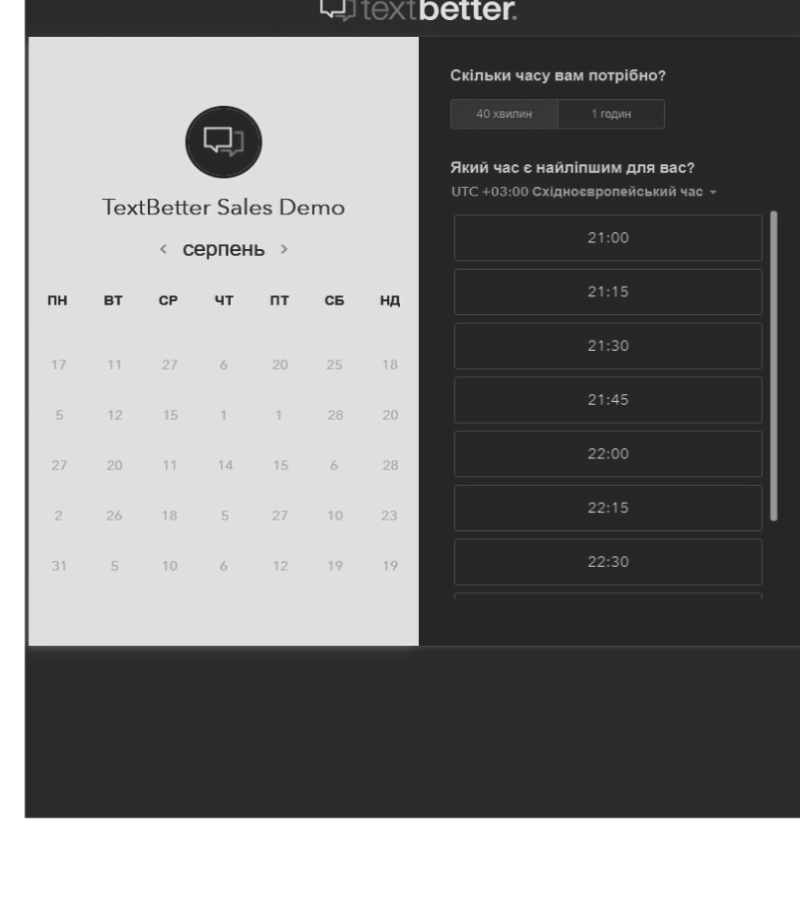 textbetter.
TextBetter Sales Demo
< серпень >
ПН ВТ СР ЧТ ПТ СБ НД
17 11 27 6 20 25 18
5 12 15 1 1 28 20
27 20 11 14 15 6 28
2 26 18 5 27 10 23
31 5 10 6 12 19 19
Скільки часу вам потрібно?
40 хвилин 1 годин
Який час є найліпшим для вас?
UTC +03:00 Східноєвропейський час
21:00
21:15
21:30
21:45
22:00
22:15
22:30